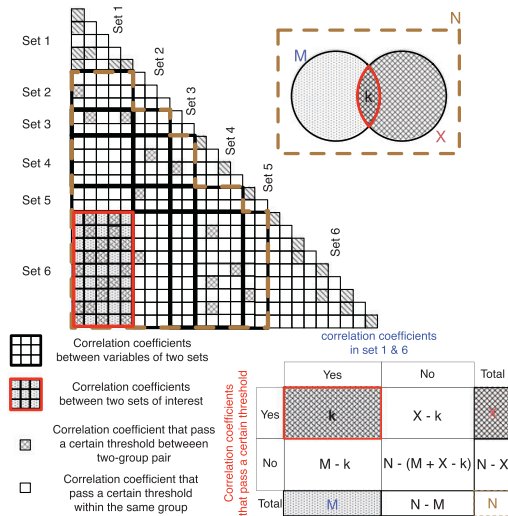 Set 1
Set 1
Set 2
Set 2
Set 3
Set 3
Set 4
Set 4
Set 5
Set 5
Set 6
Set 6
N
M
k
X
Correlation coefficients
between variables of two sets
Correlation coefficients
between two sets of interest
Correlation coefficient that pass
a certain threshold betweeen
two-group pair
Correlation coefficient that
pass a certain threshold
within the same group
correlation coefficients
in set 1 & 6
Yes No Total
Correlation coefficients
that pass a certain threshold
Yes k X - k
No M - k N - (M + X - k) N - X
Total M N - M N